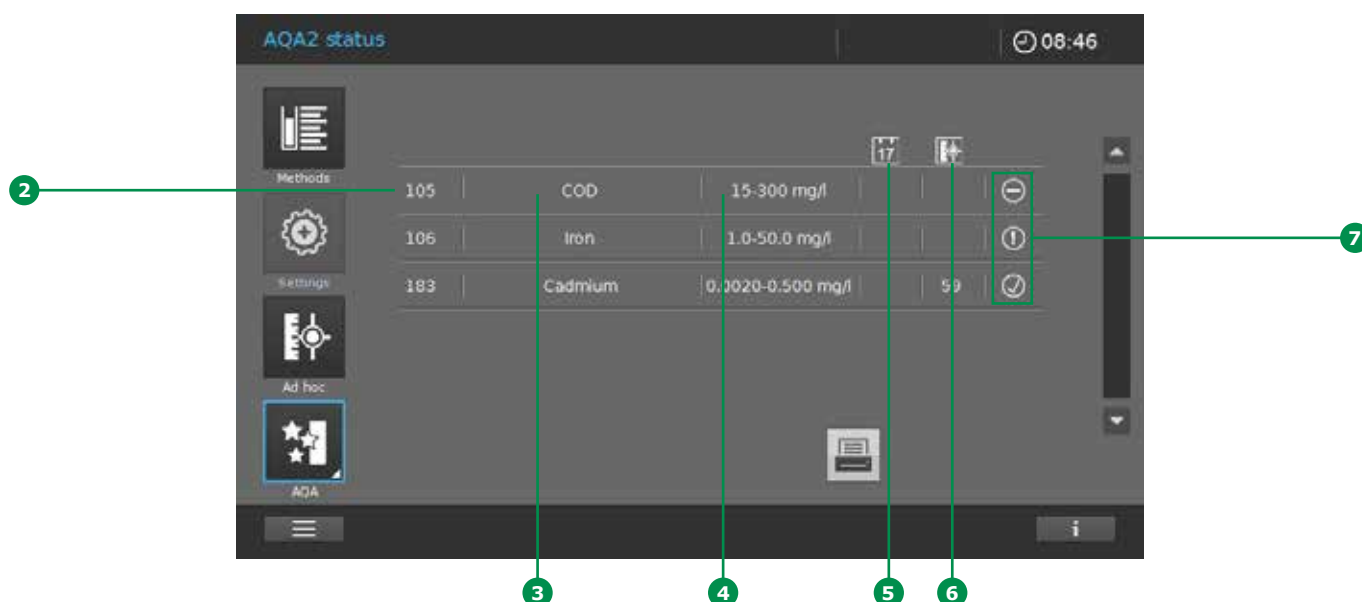 AQA2 status 08:46
17
Methods
2 105 COD 15-300 mg/l
106 Iron 1.0-50.0 mg/l 7
Settings
183 Cadmium 0.0020-0.500 mg/l 59
Ad hoc
AQA
i
3 4 5 6